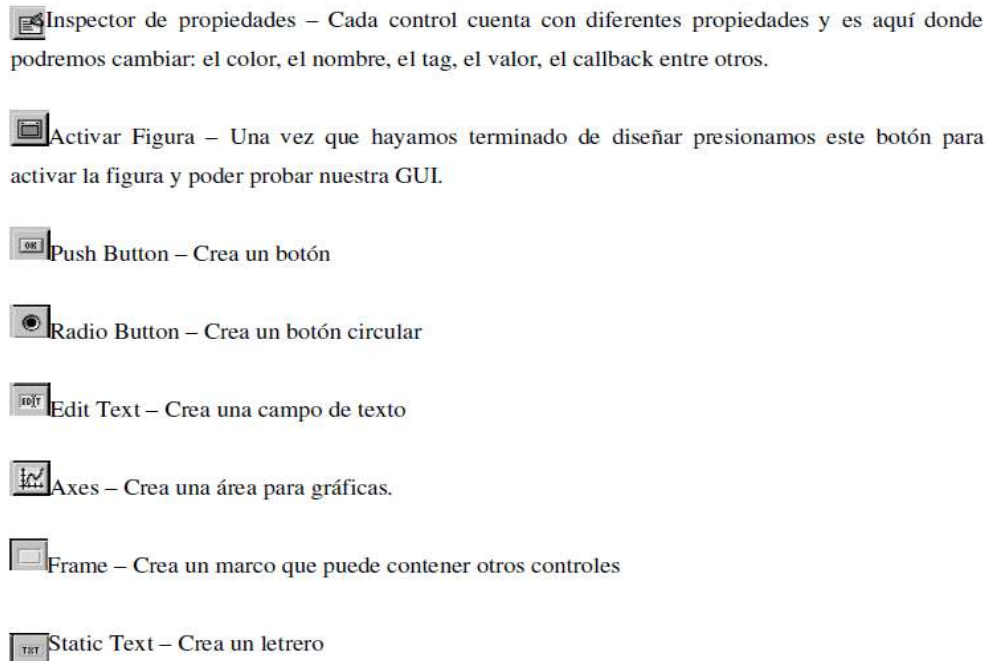 Inspector de propiedades – Cada control cuenta con diferentes propiedades y es aquí donde
podremos cambiar: el color, el nombre, el tag, el valor, el callback entre otros.
Activar Figura – Una vez que hayamos terminado de diseñar presionamos este botón para
activar la figura y poder probar nuestra GUI.
OK Push Button – Crea un botón
Radio Button – Crea un botón circular
EDIT Edit Text – Crea una campo de texto
Axes – Crea una área para gráficas.
Frame – Crea un marco que puede contener otros controles
TXT Static Text – Crea un letrero